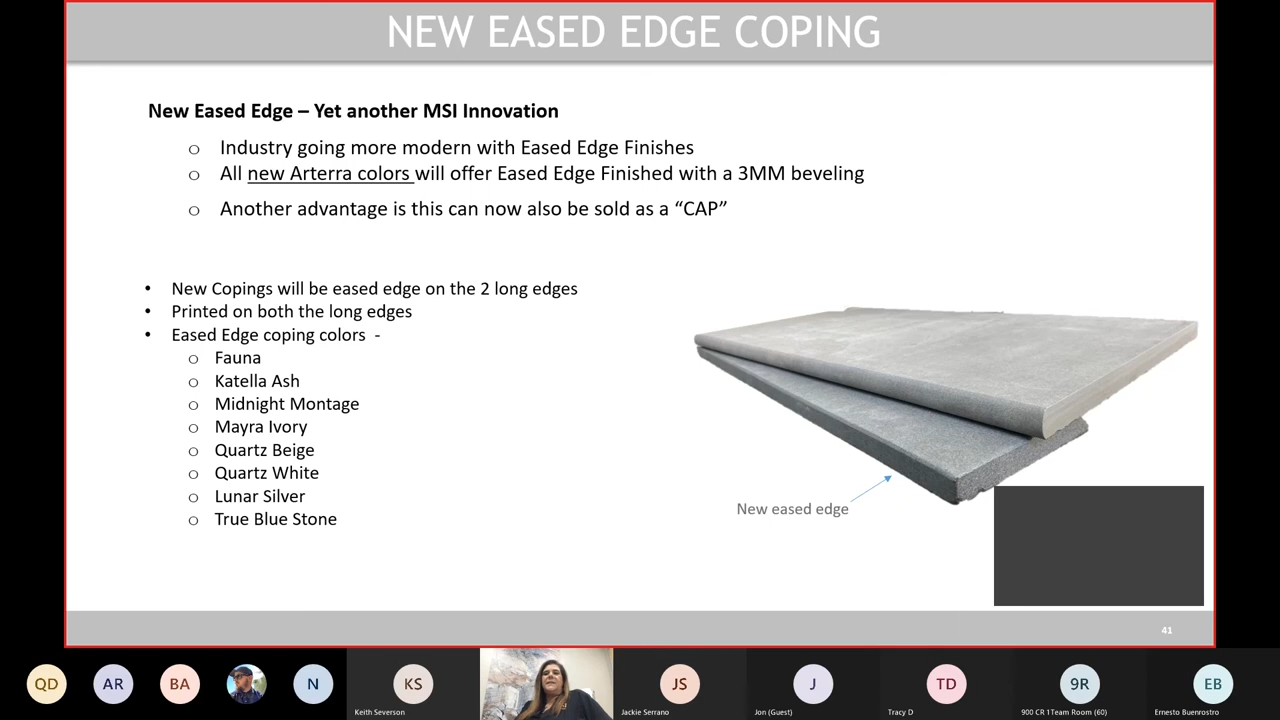 NEW EASED EDGE COPING
New Eased Edge – Yet another MSI Innovation
o Industry going more modern with Eased Edge Finishes
o All new Arterra colors will offer Eased Edge Finished with a 3MM beveling
o Another advantage is this can now also be sold as a “CAP”
• New Copings will be eased edge on the 2 long edges
• Printed on both the long edges
• Eased Edge coping colors -
o Fauna
o Katella Ash
o Midnight Montage
o Mayra Ivory
o Quartz Beige
o Quartz White
o Lunar Silver
o True Blue Stone
New eased edge
41
QD
AR
BA
N
KS
JS
J
TD
9R
EB
Keith Severson
Jackie Serrano
Jon (Guest)
Tracy D
900 CR 1Team Room (60)
Ernesto Buenrostro